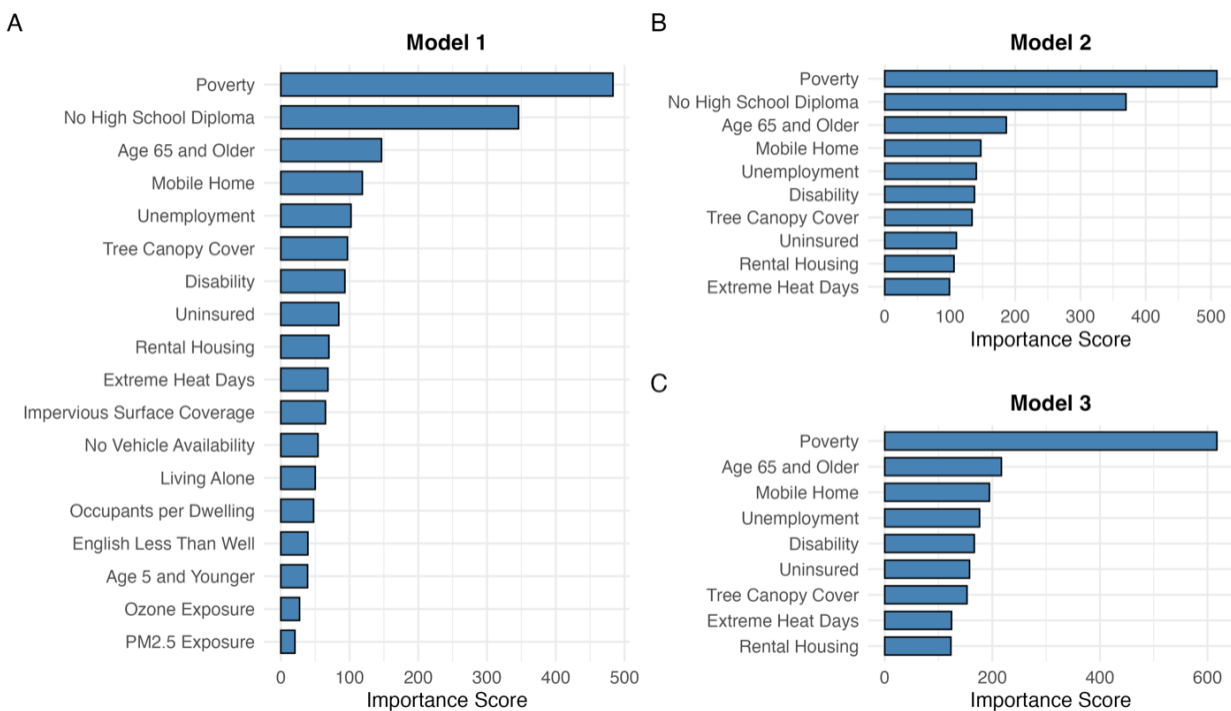 A
Model 1
Poverty
No High School Diploma
Age 65 and Older
Mobile Home
Unemployment
Tree Canopy Cover
Disability
Uninsured
Rental Housing
Extreme Heat Days
Impervious Surface Coverage
No Vehicle Availability
Living Alone
Occupants per Dwelling
English Less Than Well
Age 5 and Younger
Ozone Exposure
PM2.5 Exposure
0 100 200 300 400 500
Importance Score
B
Model 2
Poverty
No High School Diploma
Age 65 and Older
Mobile Home
Unemployment
Disability
Tree Canopy Cover
Uninsured
Rental Housing
Extreme Heat Days
0 100 200 300 400 500
Importance Score
C
Model 3
Poverty
Age 65 and Older
Mobile Home
Unemployment
Disability
Uninsured
Tree Canopy Cover
Extreme Heat Days
Rental Housing
0 200 400 600
Importance Score